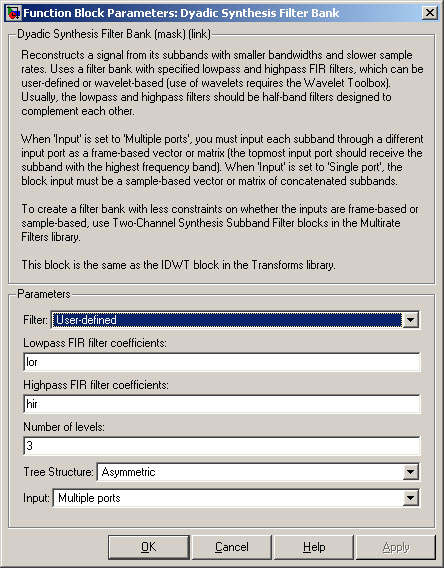 Function Block Parameters: Dyadic Synthesis Filter Bank
Dyadic Synthesis Filter Bank (mask) (link)
Reconstructs a signal from its subbands with smaller bandwidths and slower sample
rates. Uses a filter bank with specified lowpass and highpass FIR filters, which can be
user-defined or wavelet-based (use of wavelets requires the Wavelet Toolbox).
Usually, the lowpass and highpass filters should be half-band filters designed to
complement each other.
When 'Input' is set to 'Multiple ports', you must input each subband through a different
input port as a frame-based vector or matrix (the topmost input port should receive the
subband with the highest frequency band). When 'Input' is set to 'Single port', the
block input must be a sample-based vector or matrix of concatenated subbands.
To create a filter bank with less constraints on whether the inputs are frame-based or
sample-based, use Two-Channel Synthesis Subband Filter blocks in the Multirate
Filters library.
This block is the same as the IDWT block in the Transforms library.
Parameters
Filter: User-defined
Lowpass FIR filter coefficients:
lor
Highpass FIR filter coefficients:
hir
Number of levels:
3
Tree Structure: Asymmetric
Input: Multiple ports
OK Cancel Help Apply